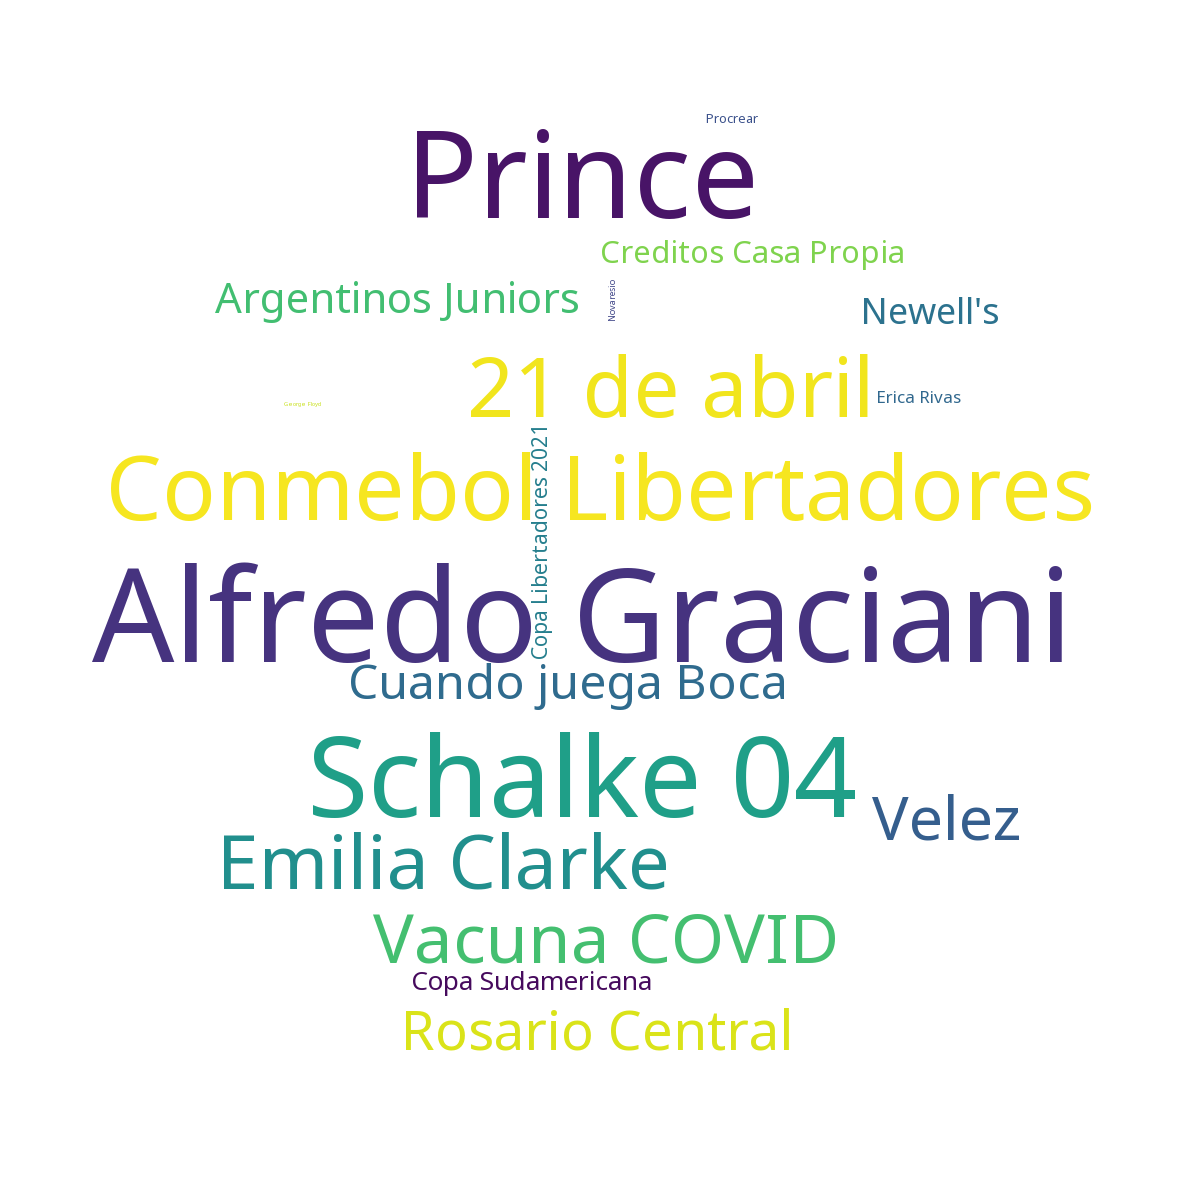 Procrear
Prince
Creditos Casa Propia
Argentinos Juniors
Novaresio
Newell's
21 de abril
Erica Rivas
George Floyd
Conmebol Libertadores
Copa Libertadores 2021
Alfredo Graciani
Cuando juega Boca
Schalke 04
Velez
Emilia Clarke
Vacuna COVID
Copa Sudamericana
Rosario Central